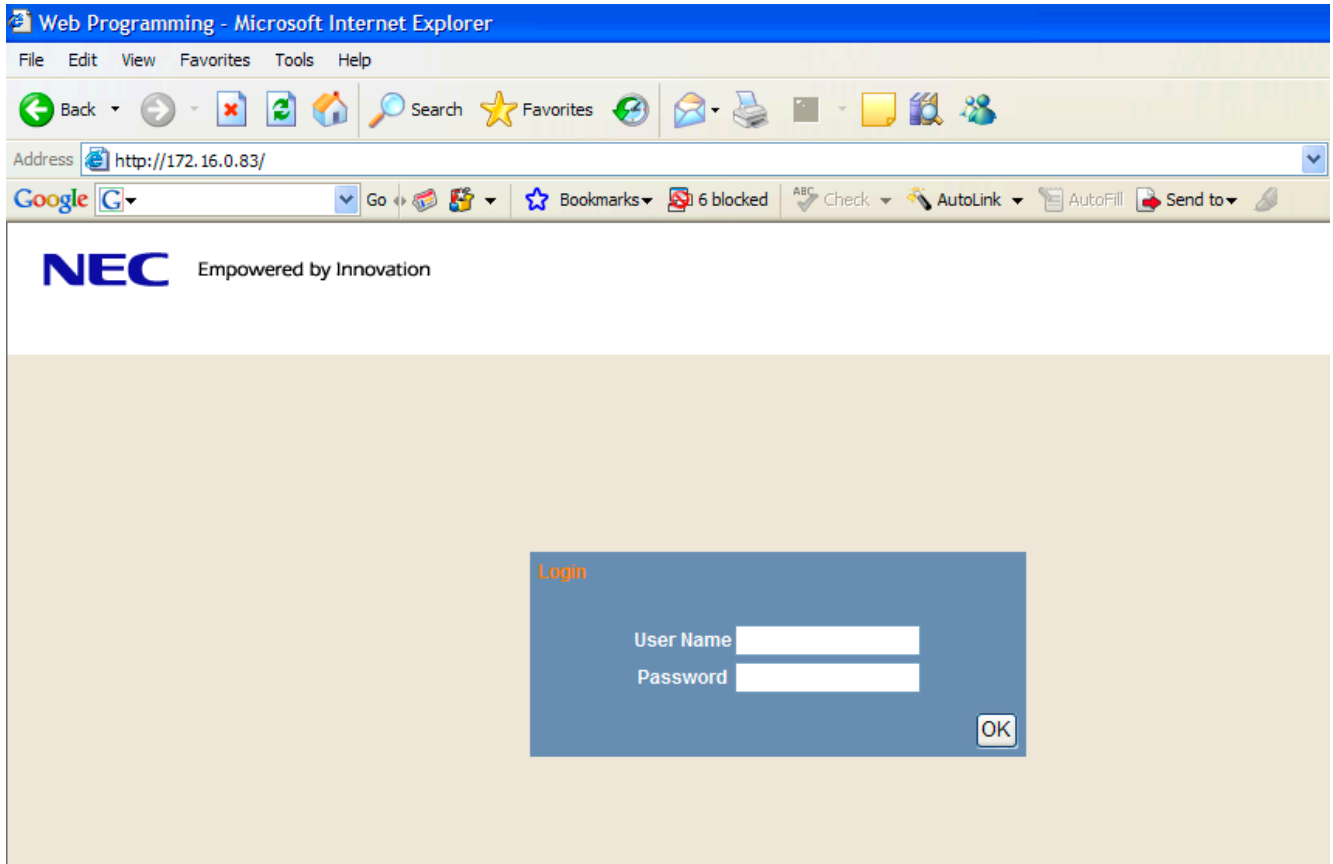 Web Programming - Microsoft Internet Explorer
File Edit View Favorites Tools Help
Back Search Favorites
Address http://172.16.0.83/
Google G Go Bookmarks 6 blocked ABC Check AutoLink AutoFill Send to
NEC Empowered by Innovation
Login
User Name
Password
OK